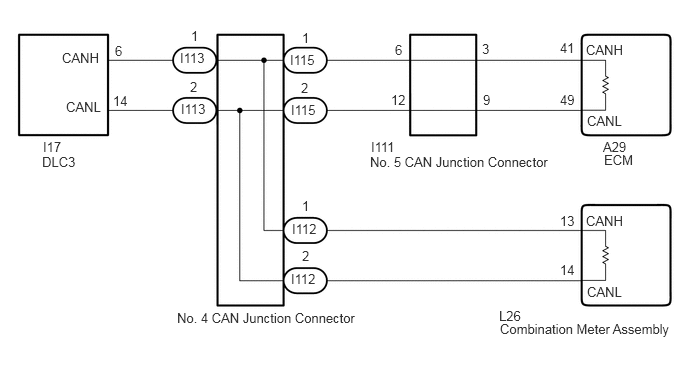 1 1
CANH 6 I113 I115 6 3 41 CANH
2 2
CANL 14 I113 I115 12 9 49 CANL
I17 I111 A29
DLC3 No. 5 CAN Junction Connector ECM
1
I112 13 CANH
2
I112 14 CANL
No. 4 CAN Junction Connector L26
Combination Meter Assembly